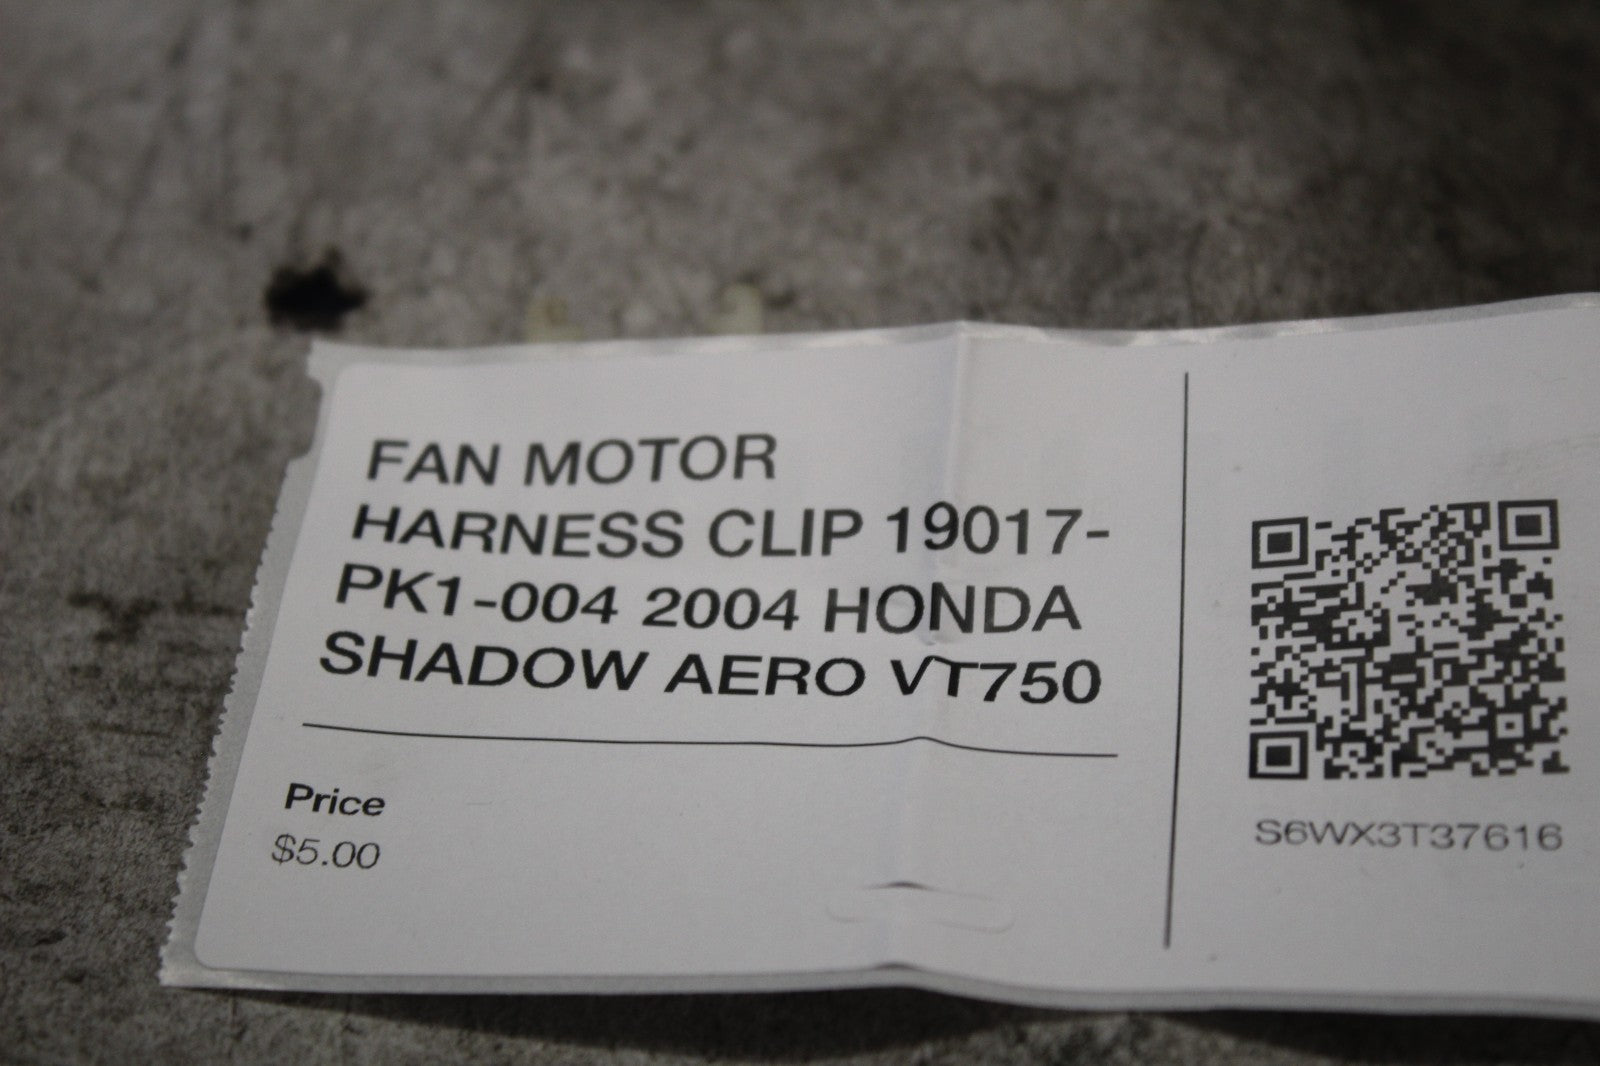 FAN MOTOR
HARNESS CLIP 19017-
PK1-004 2004 HONDA
SHADOW AERO VT750
Price
$5.00
S6WX3T37616